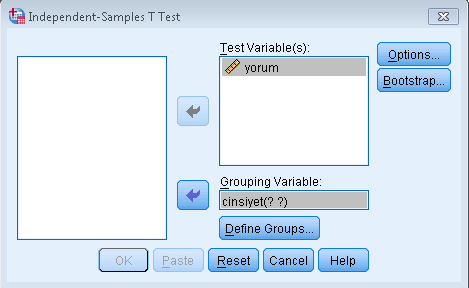 Independent-Samples T Test
Test Variable(s):
yorum
Options...
Bootstrap...
Grouping Variable:
cinsiyet(? ?)
Define Groups...
OK Paste Reset Cancel Help